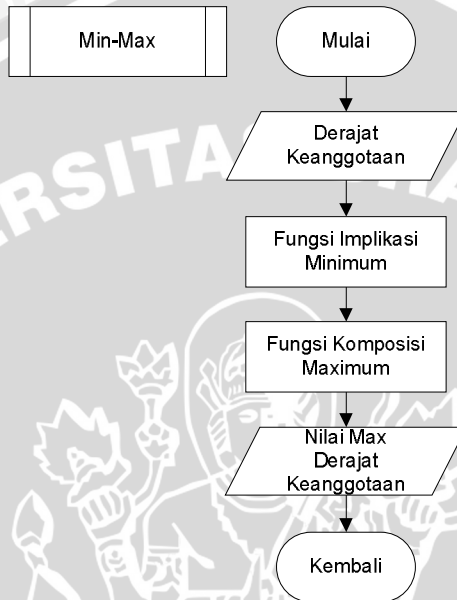 Min-Max
Mulai
Derajat
Keanggotaan
Fungsi Implikasi
Minimum
Fungsi Komposisi
Maximum
Nilai Max
Derajat
Keanggotaan
Kembali